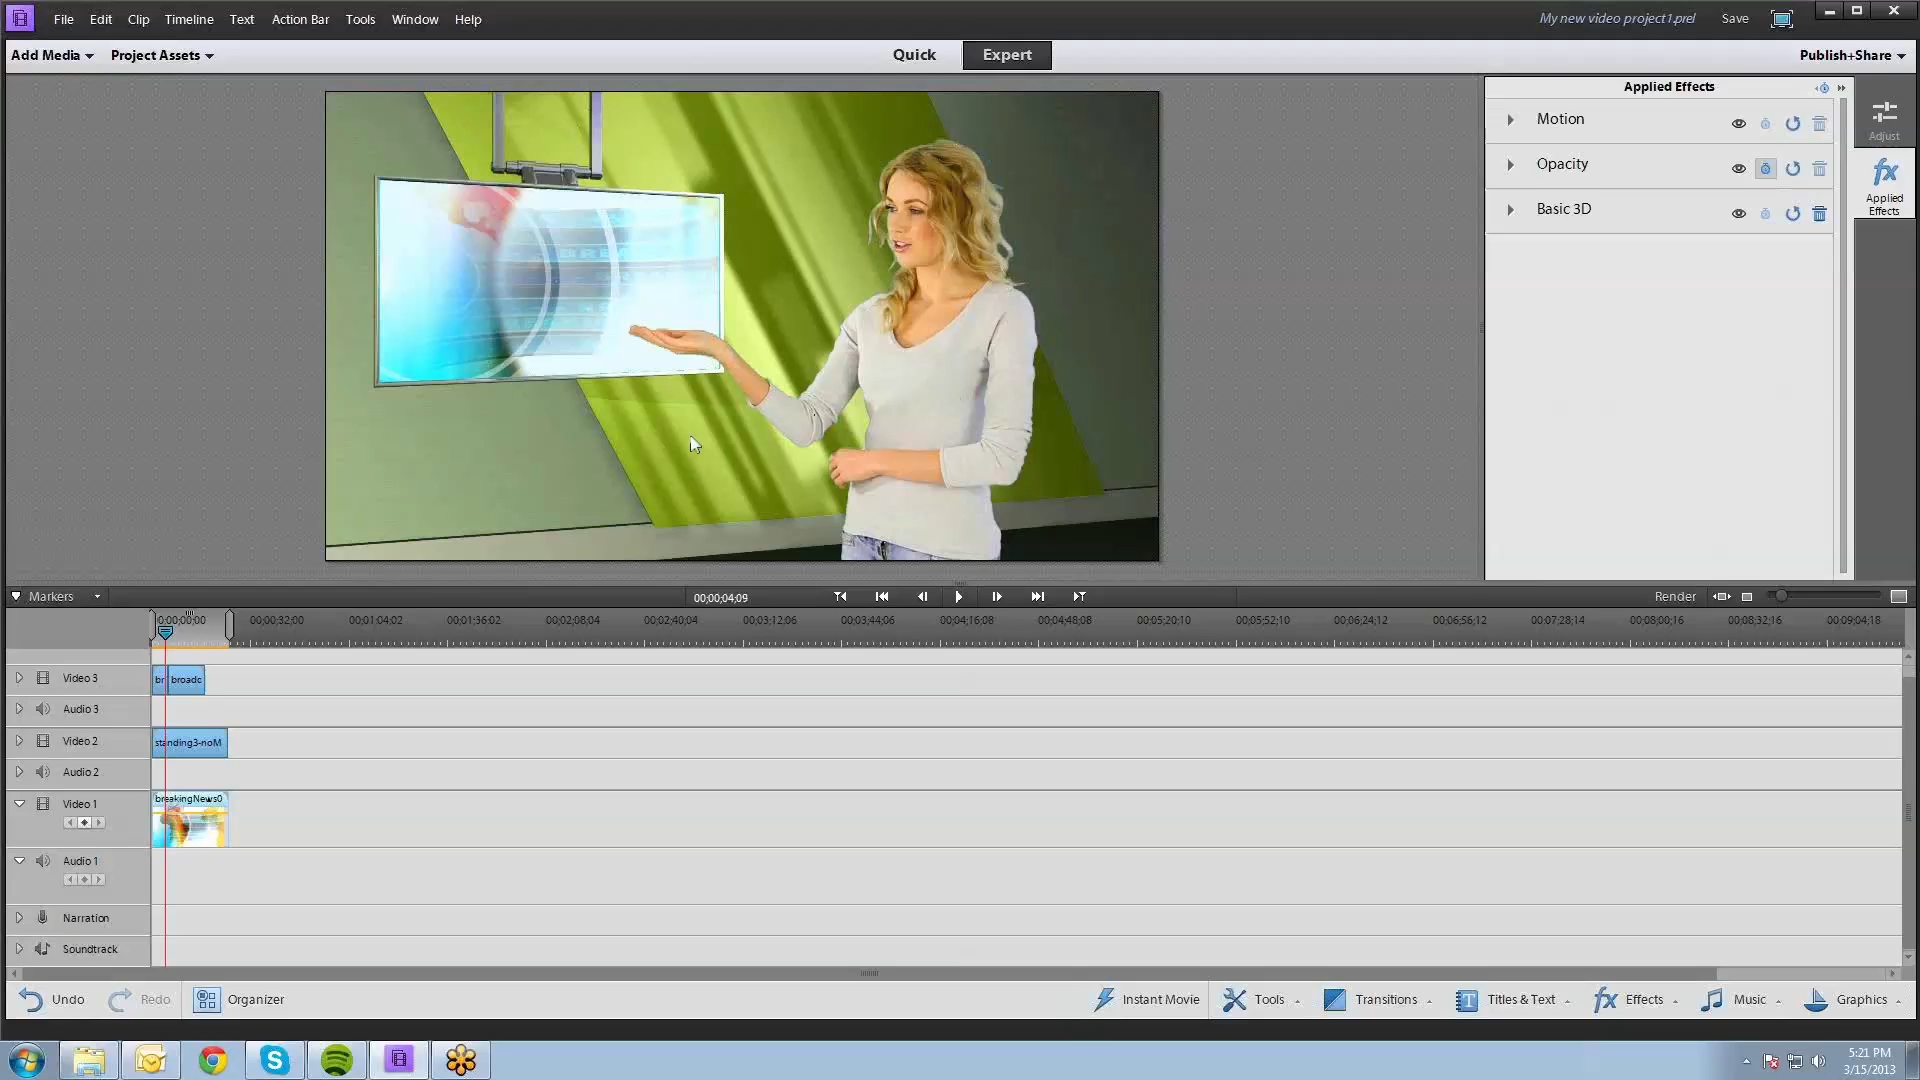 File Edit Clip Timeline Text Action Bar Tools Window Help
My new video project1.prel Save
Add Media Project Assets
Quick Expert
Publish+Share
Applied Effects
Motion
Opacity
Basic 3D
Adjust
fx
Applied
Effects
Markers
00;00;04;09
Render
0;00;00;00 00;00;32;00 00;01;04;02 00;01;36;02 00;02;08;04 00;02;40;04 00;03;12;06 00;03;44;06 00;04;16;08 00;04;48;08 00;05;20;10 00;05;52;10 00;06;24;12 00;06;56;12 00;07;28;14 00;08;00;16 00;08;32;16 00;09;04;18
Video 3
br broadc
Audio 3
Video 2
standing3-noM
Audio 2
Video 1
breakingNews0
Audio 1
Narration
Soundtrack
Undo Redo Organizer
Instant Movie Tools Transitions Titles & Text fx Effects Music Graphics
5:21 PM
3/15/2013